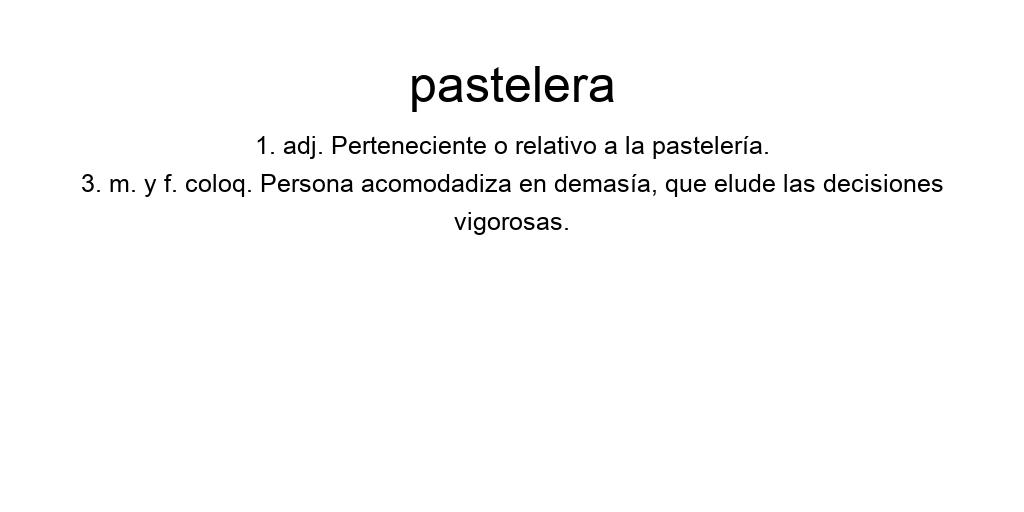 pastelera
1. adj. Perteneciente o relativo a la pastelería.
3. m. y f. coloq. Persona acomodadiza en demasía, que elude las decisiones
vigorosas.